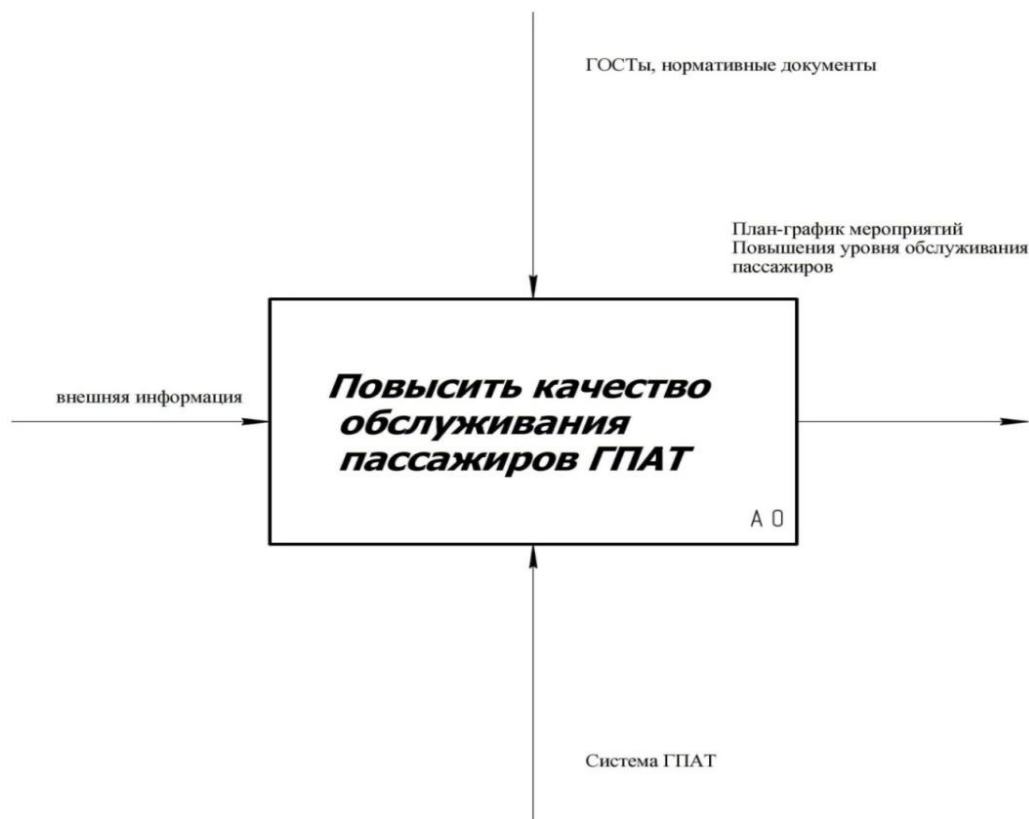 ГОСТы, нормативные документы
План-график мероприятий
Повышения уровня обслуживания
пассажиров
внешняя информация
Повысить качество
обслуживания
пассажиров ГПАТ
А 0
Система ГПАТ